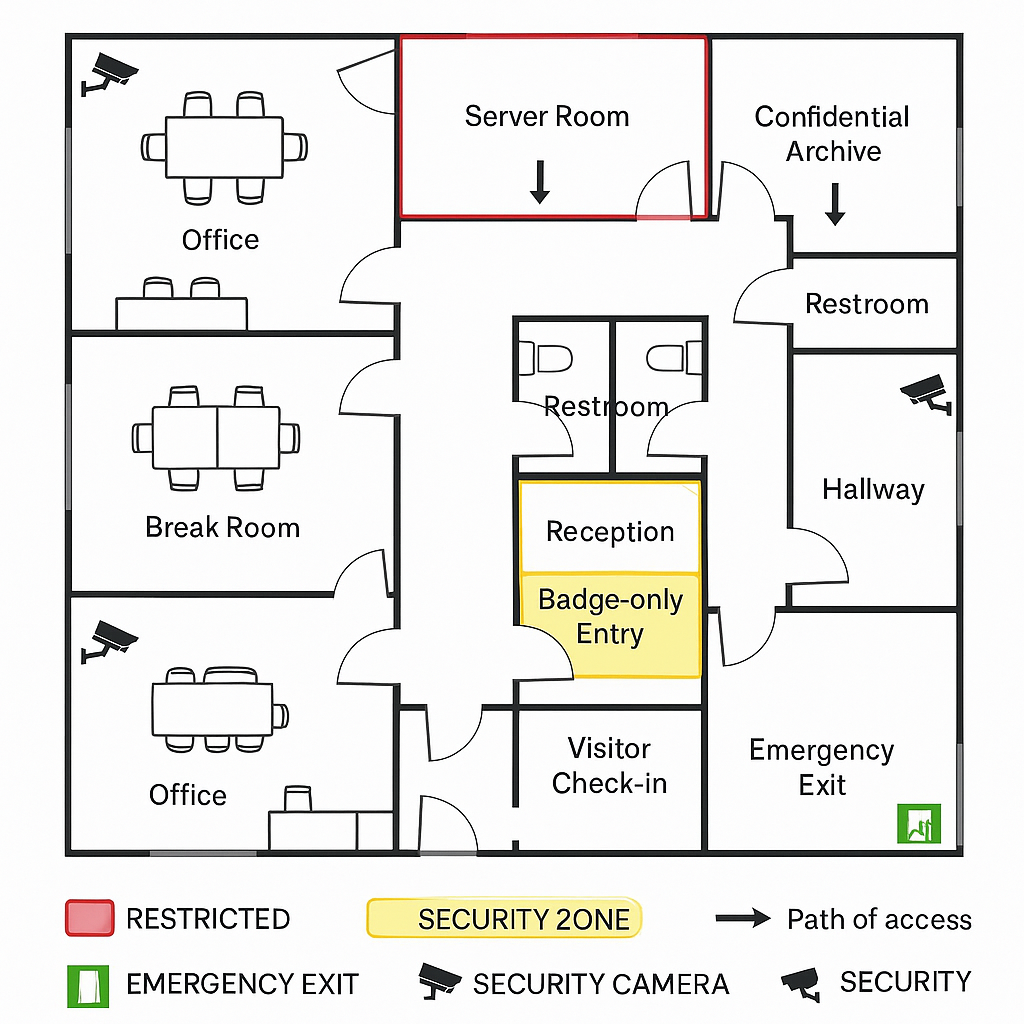 Server Room
Confidential
Archive
Office
Restroom
Restroom
Hallway
Break Room
Reception
Badge-only
Entry
Visitor
Check-in
Emergency
Exit
Office
RESTRICTED
SECURITY 2ONE
Path of access
EMERGENCY EXIT
SECURITY CAMERA
SECURITY